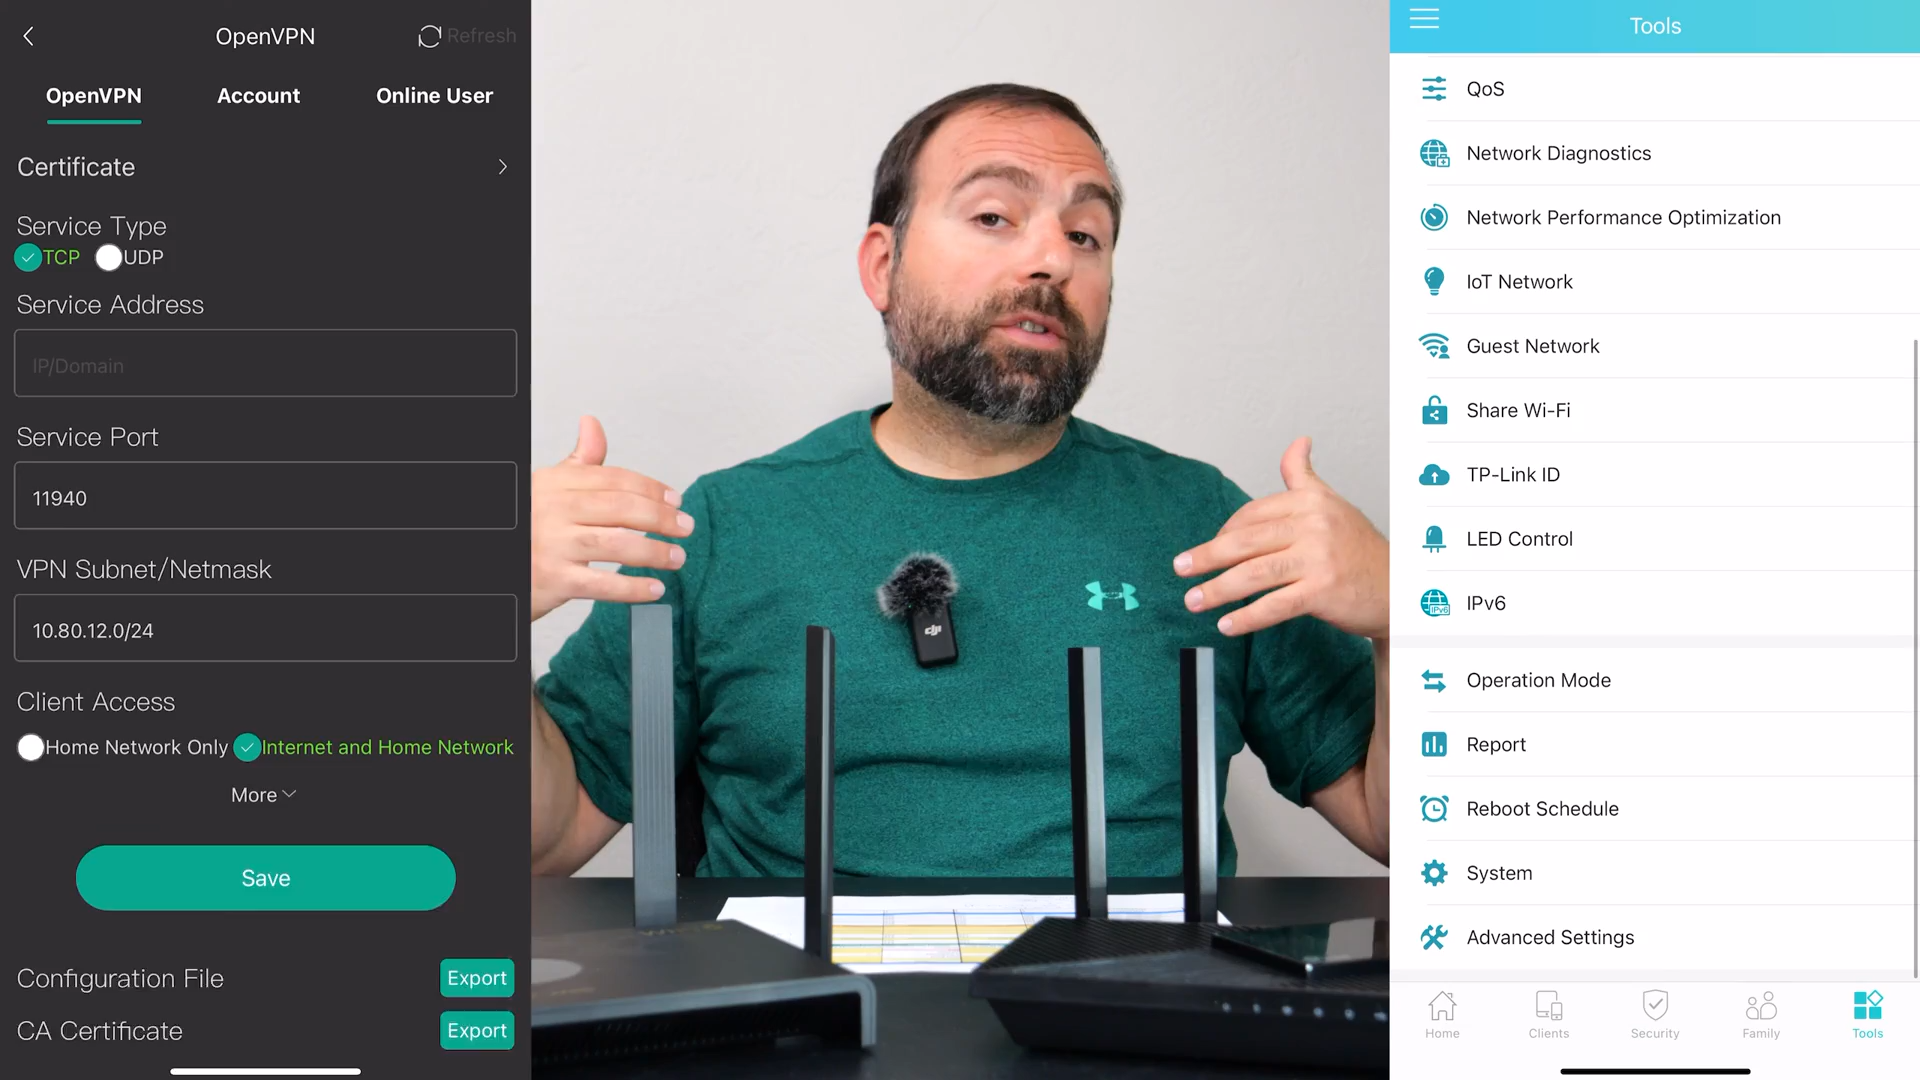 OpenVPN
Refresh
OpenVPN Account Online User
Certificate
Service Type
TCP UDP
Service Address
IP/Domain
Service Port
11940
VPN Subnet/Netmask
10.80.12.0/24
Client Access
Home Network Only Internet and Home Network
More
Save
Configuration File Export
CA Certificate Export
dji
Tools
QoS
Network Diagnostics
Network Performance Optimization
IoT Network
Guest Network
Share Wi-Fi
TP-Link ID
LED Control
IPv6
IPv6
Operation Mode
Report
Reboot Schedule
System
Advanced Settings
Home Clients Security Family Tools